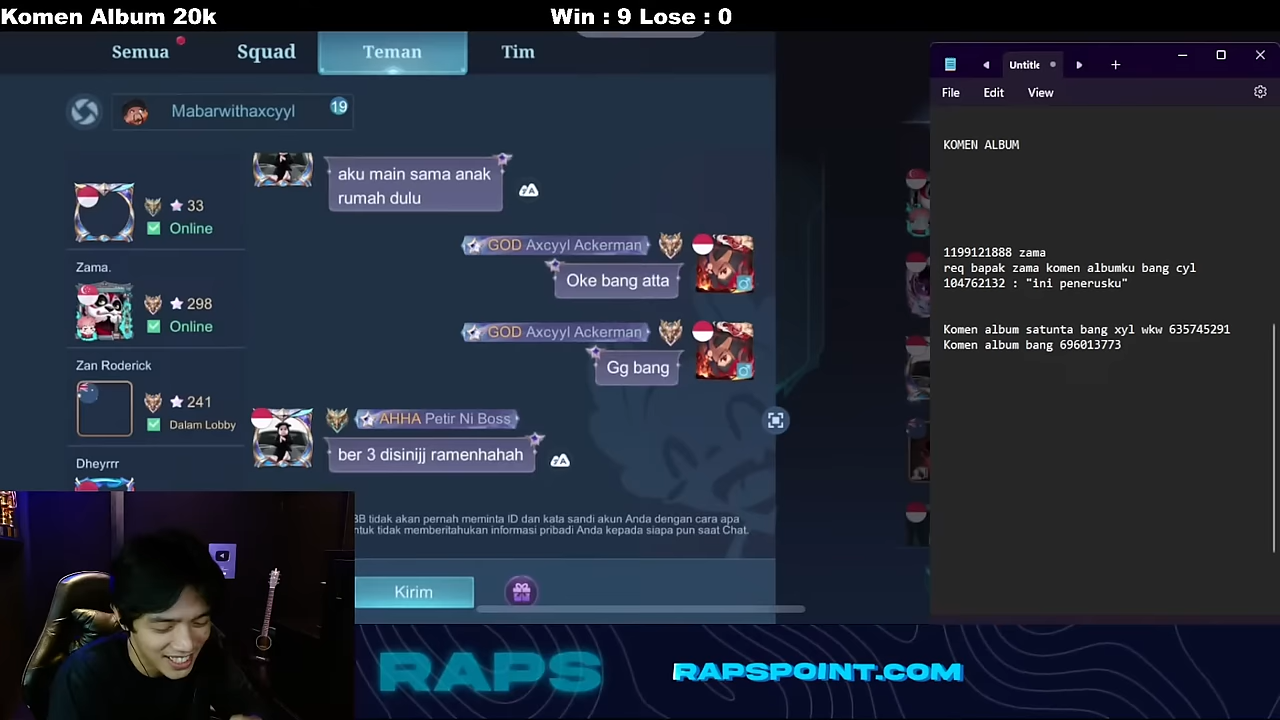 Komen Album 20k
Win : 9 Lose : 0
Semua
Squad
Teman
Tim
Mabarwithaxcyyl
19
33
Online
Zama.
298
Online
Zan Roderick
241
Dalam Lobby
Dheyrrr
aku main sama anak
rumah dulu
GOD Axcyyl Ackerman
Oke bang atta
GOD Axcyyl Ackerman
Gg bang
AHHA Petir Ni Boss
ber 3 disinijj ramenhahah
BB tidak akan pernah meminta ID dan kata sandi akun Anda dengan cara apa
ntuk tidak memberitahukan informasi pribadi Anda kepada siapa pun saat Chat.
Kirim
Untitle
File
Edit
View
KOMEN ALBUM
1199121888 zama
req bapak zama komen albumku bang cyl
104762132 : "ini penerusku"
Komen album satunta bang xyl wkw 635745291
Komen album bang 696013773
RAPS
RAPSPOINT.COM